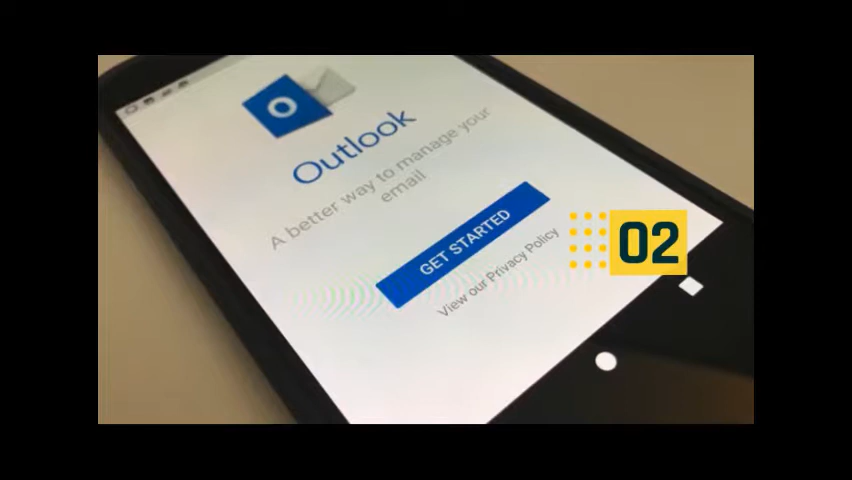 O
Outlook
A better way to manage your
email
GET STARTED
View our Privacy Policy
02